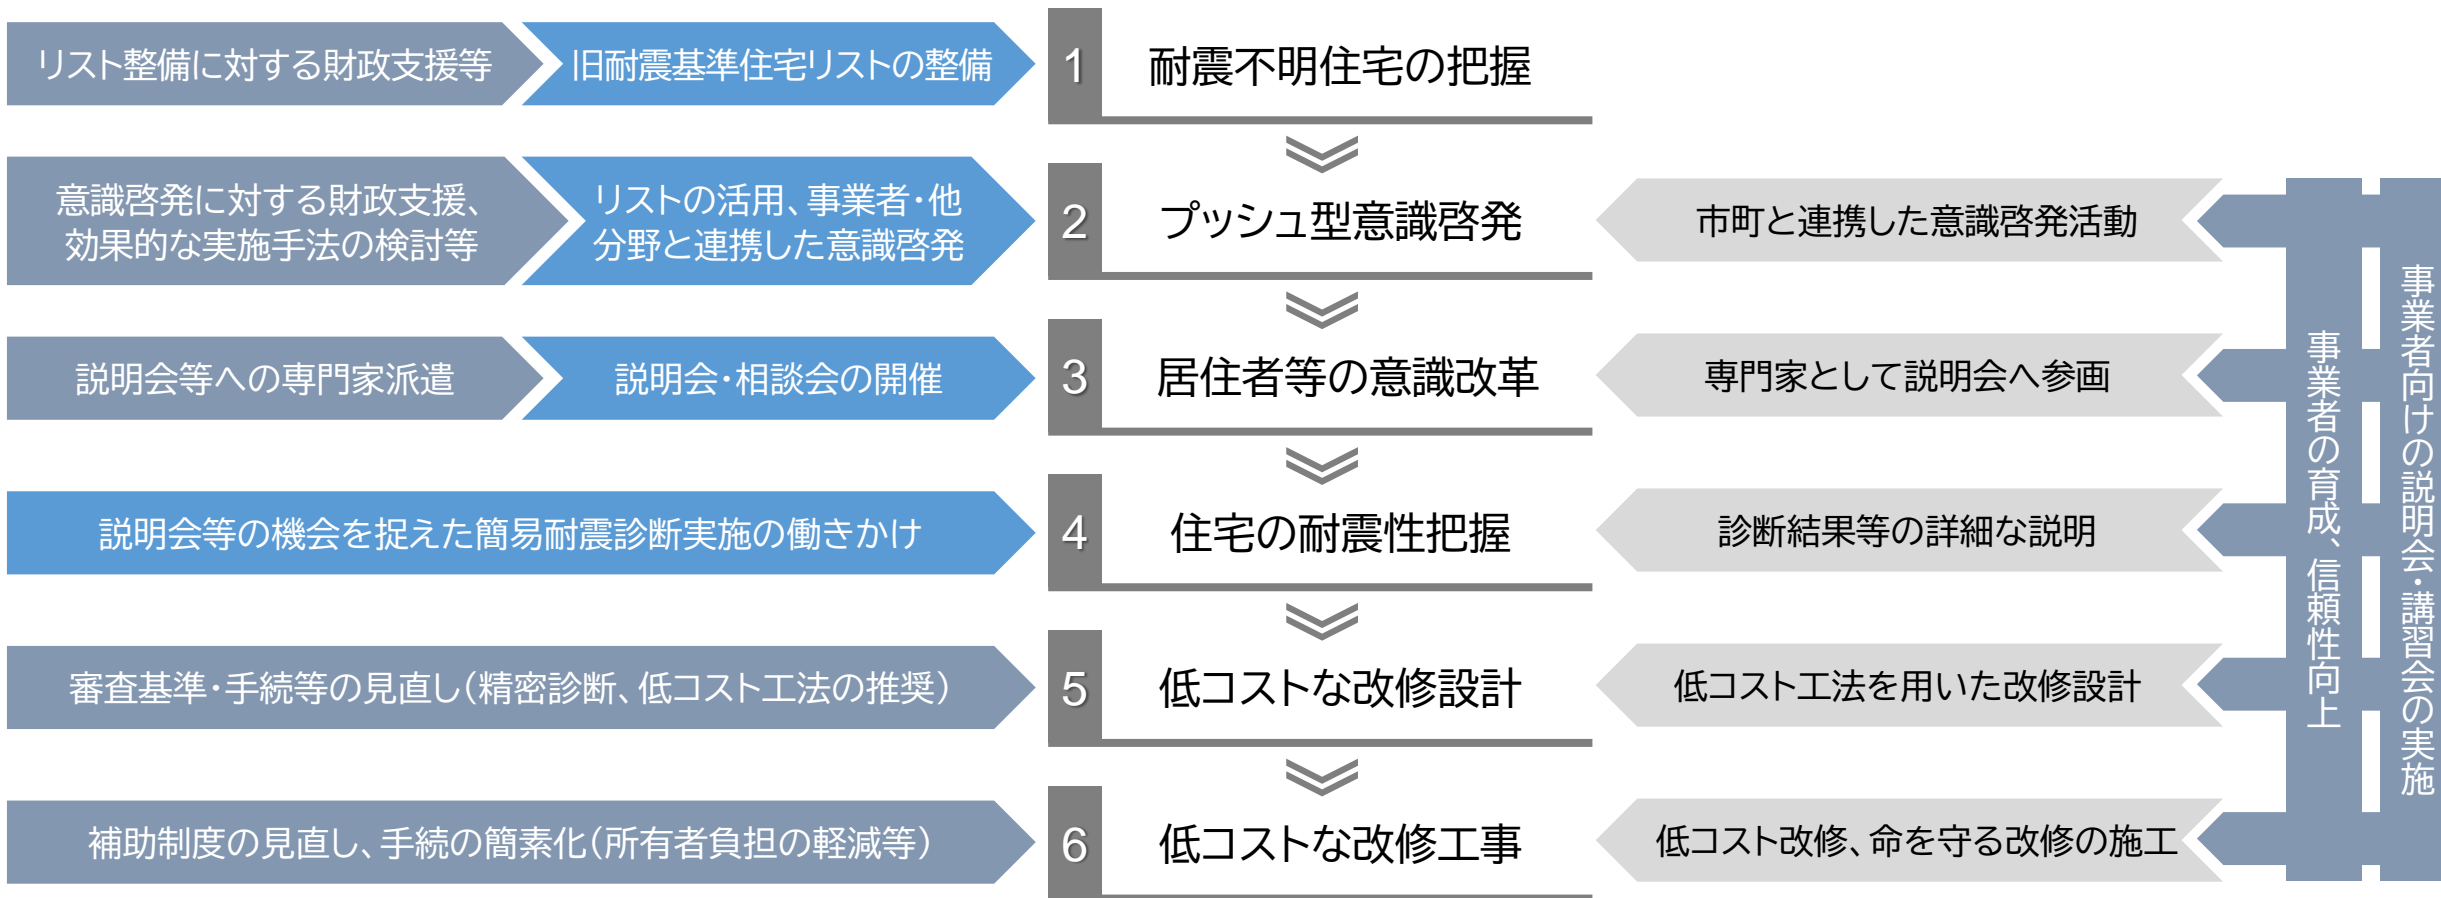 リスト整備に対する財政支援等
旧耐震基準住宅リストの整備
1
耐震不明住宅の把握
意識啓発に対する財政支援、
効果的な実施手法の検討等
リストの活用、事業者・他
分野と連携した意識啓発
2
プッシュ型意識啓発
市町と連携した意識啓発活動
説明会等への専門家派遣
説明会・相談会の開催
3
居住者等の意識改革
専門家として説明会へ参画
説明会等の機会を捉えた簡易耐震診断実施の働きかけ
4
住宅の耐震性把握
診断結果等の詳細な説明
審査基準・手続等の見直し（精密診断、低コスト工法の推奨）
5
低コストな改修設計
低コスト工法を用いた改修設計
補助制度の見直し、手続の簡素化（所有者負担の軽減等）
6
低コストな改修工事
低コスト改修、命を守る改修の施工
事業者の育成、信頼性向上
事業者向けの説明会・講習会の実施